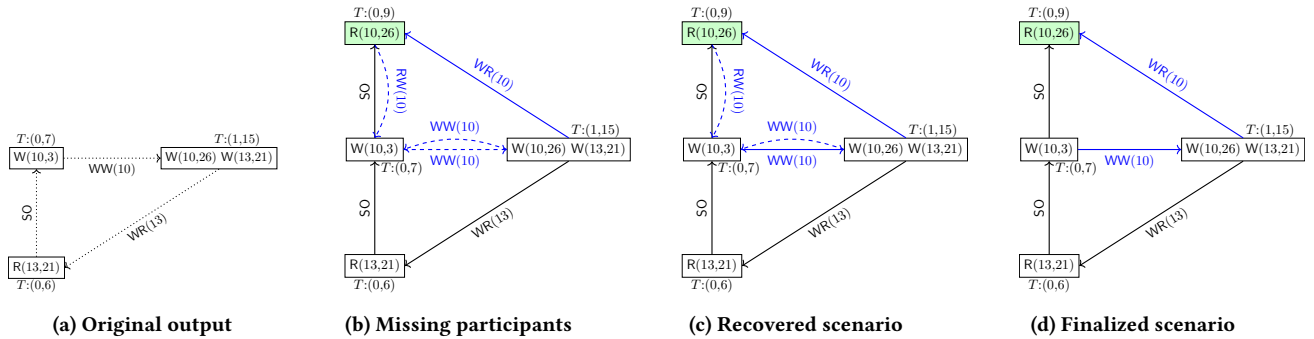 T:(0,7)
W(10,3)
T:(1,15)
W(10,26) W(13,21)
WW(10)
SO
WR(13)
R(13,21)
T:(0,6)
(a) Original output
T:(0,9)
R(10,26)
SO
RW(10)
WR(10)
WW(10)
T:(1,15)
W(10,3)
W(10,26) W(13,21)
WW(10)
T:(0,7)
SO
WR(13)
R(13,21)
T:(0,6)
(b) Missing participants
T:(0,9)
R(10,26)
SO
RW(10)
WR(10)
WW(10)
T:(1,15)
W(10,3)
W(10,26) W(13,21)
WW(10)
T:(0,7)
SO
WR(13)
R(13,21)
T:(0,6)
(c) Recovered scenario
T:(0,9)
R(10,26)
SO
WR(10)
T:(1,15)
W(10,3)
W(10,26) W(13,21)
WW(10)
T:(0,7)
SO
WR(13)
R(13,21)
T:(0,6)
(d) Finalized scenario